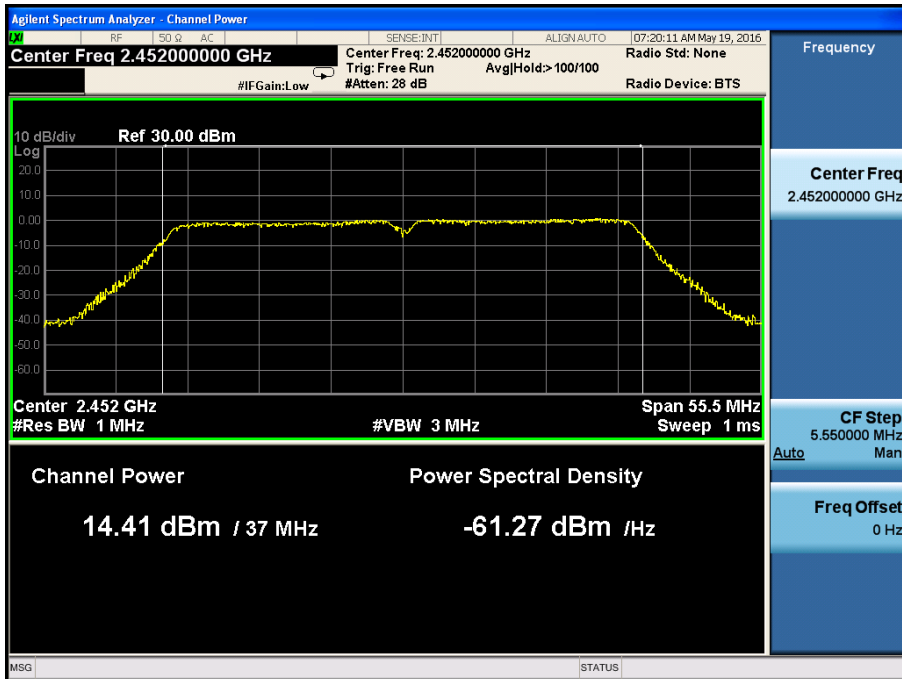 Agilent Spectrum Analyzer - Channel Power
LXI RF 50 Ω AC SENSE:INT ALIGN AUTO 07:20:11 AM May 19, 2016
Center Freq 2.452000000 GHz
Center Freq: 2.452000000 GHz Radio Std: None
Trig: Free Run Avg|Hold:> 100/100
#IFGain:Low #Atten: 28 dB Radio Device: BTS
10 dB/div Ref 30.00 dBm
Log
20.0
10.0
0.00
-10.0
-20.0
-30.0
-40.0
-50.0
-60.0
Center 2.452 GHz Span 55.5 MHz
#Res BW 1 MHz #VBW 3 MHz Sweep 1 ms
Channel Power Power Spectral Density
14.41 dBm / 37 MHz -61.27 dBm /Hz
MSG STATUS
Frequency
Center Freq
2.452000000 GHz
CF Step
5.550000 MHz
Auto Man
Freq Offset
0 Hz